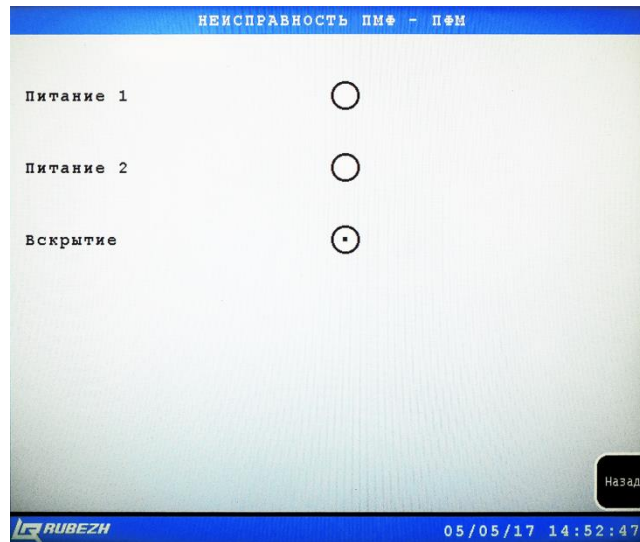 НЕИСПРАВНОСТЬ ПМФ - ПФМ
Питание 1
Питание 2
Вскрытие
Назад
RUBEZH 05/05/17 14:52:47